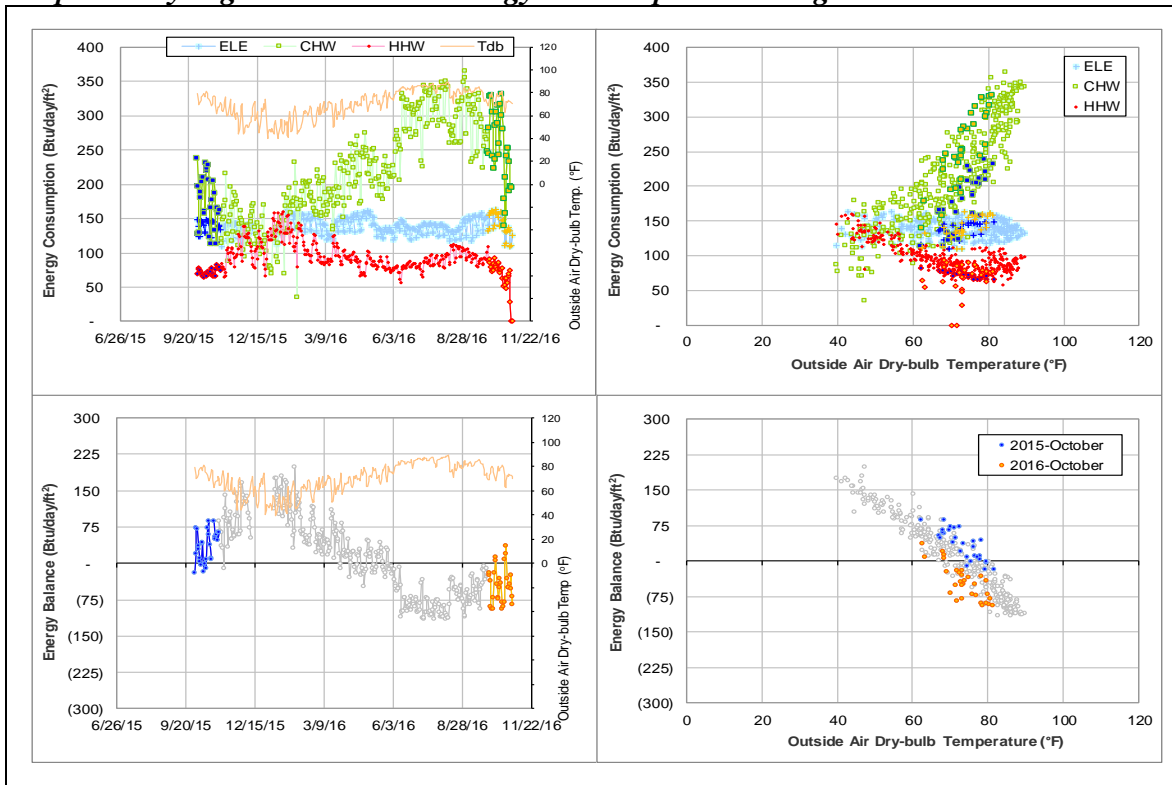 ELE CHW HHW Tdb
Energy Consumption (Btu/day/ft²)
400
350
300
250
200
150
100
50
-
120
100
80
60
40
20
0
Outside Air Dry-bulb Temp. (°F)
6/26/15 9/20/15 12/15/15 3/9/16 6/3/16 8/28/16 11/22/16
ELE
CHW
HHW
Energy Consumption (Btu/day/ft²)
400
350
300
250
200
150
100
50
-
0 20 40 60 80 100 120
Outside Air Dry-bulb Temperature (°F)
Energy Balance (Btu/day/ft²)
300
225
150
75
-
(75)
(150)
(225)
(300)
120
100
80
60
40
20
0
Outside Air Dry-bulb Temp (°F)
6/26/15 9/20/15 12/15/15 3/9/16 6/3/16 8/28/16 11/22/16
2015-October
2016-October
Energy Balance (Btu/day/ft²)
300
225
150
75
-
(75)
(150)
(225)
(300)
0 20 40 60 80 100 120
Outside Air Dry-bulb Temperature (°F)